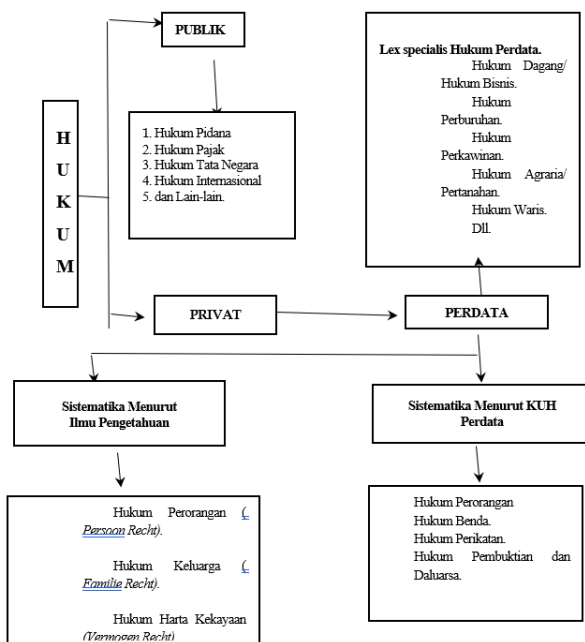 PUBLIK
Lex specialis Hukum Perdata.
Hukum Dagang/
Hukum Bisnis.
Hukum
Perburuhan.
Hukum
Perkawinan.
Hukum Agraria/
Pertanahan.
Hukum Waris.
Dll.
H
U
K
U
M
1. Hukum Pidana
2. Hukum Pajak
3. Hukum Tata Negara
4. Hukum Internasional
5. dan Lain-lain.
PRIVAT
PERDATA
Sistematika Menurut
Ilmu Pengetahuan
Sistematika Menurut KUH
Perdata
Hukum Perorangan (
Persoon Recht).
Hukum Keluarga (
Familie Recht).
Hukum Harta Kekayaan
(Vermogen Recht)
Hukum Perorangan
Hukum Benda.
Hukum Perikatan.
Hukum Pembuktian dan
Daluarsa.